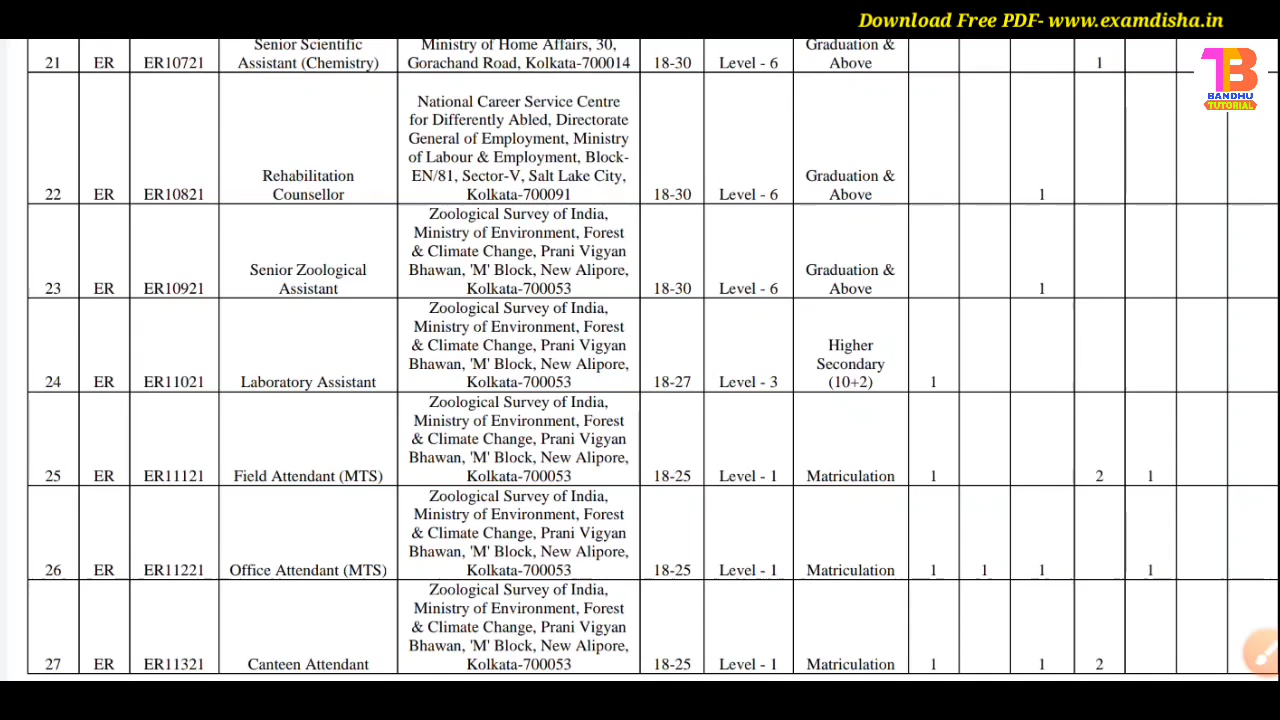 Download Free PDF- www.examdisha.in
BANDHU
TUTORIAL
Senior Scientific
Assistant (Chemistry)
Ministry of Home Affairs, 30,
Gorachand Road, Kolkata-700014
Graduation &
Above
21 ER ER10721 18-30 Level - 6 1
National Career Service Centre
for Differently Abled, Directorate
General of Employment, Ministry
of Labour & Employment, Block-
EN/81, Sector-V, Salt Lake City,
Kolkata-700091
Rehabilitation
Counsellor
Graduation &
Above
22 ER ER10821 18-30 Level - 6 1
Zoological Survey of India,
Ministry of Environment, Forest
& Climate Change, Prani Vigyan
Bhawan, 'M' Block, New Alipore,
Kolkata-700053
Senior Zoological
Assistant
Graduation &
Above
23 ER ER10921 18-30 Level - 6 1
Zoological Survey of India,
Ministry of Environment, Forest
& Climate Change, Prani Vigyan
Bhawan, 'M' Block, New Alipore,
Kolkata-700053
Higher
Secondary
(10+2)
24 ER ER11021 Laboratory Assistant 18-27 Level - 3 1
Zoological Survey of India,
Ministry of Environment, Forest
& Climate Change, Prani Vigyan
Bhawan, 'M' Block, New Alipore,
Kolkata-700053
25 ER ER11121 Field Attendant (MTS) 18-25 Level - 1 Matriculation 1 2 1
Zoological Survey of India,
Ministry of Environment, Forest
& Climate Change, Prani Vigyan
Bhawan, 'M' Block, New Alipore,
Kolkata-700053
26 ER ER11221 Office Attendant (MTS) 18-25 Level - 1 Matriculation 1 1 1 1
Zoological Survey of India,
Ministry of Environment, Forest
& Climate Change, Prani Vigyan
Bhawan, 'M' Block, New Alipore,
Kolkata-700053
27 ER ER11321 Canteen Attendant 18-25 Level - 1 Matriculation 1 1 2